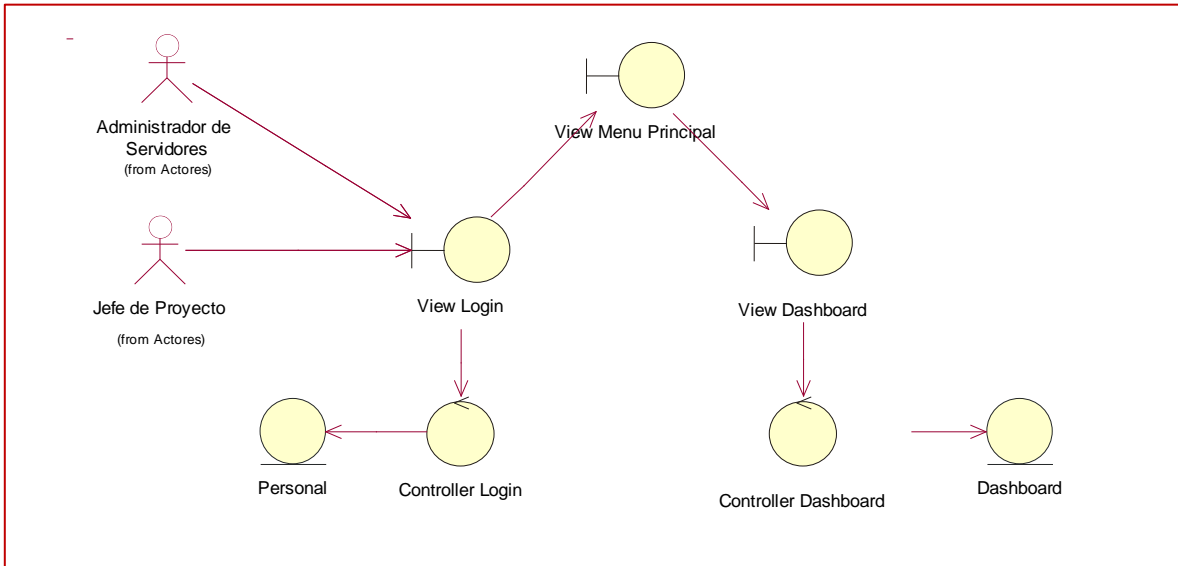 Administrador de
Servidores
(from Actores)
View Menu Principal
Jefe de Proyecto
(from Actores)
View Login
View Dashboard
Personal
Controller Login
Controller Dashboard
Dashboard